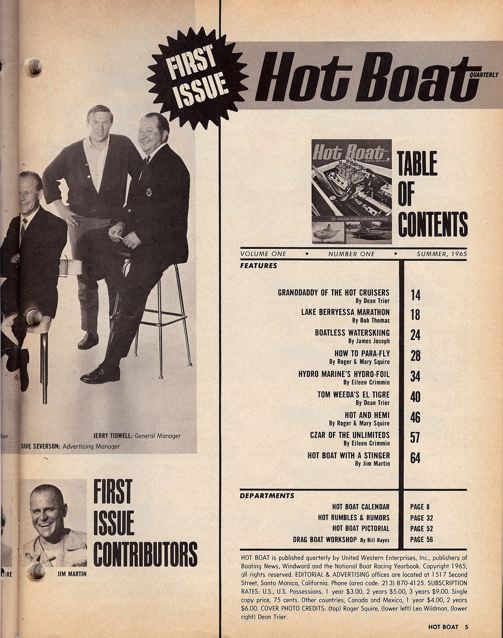 FIRST
ISSUE
Hot Boat QUARTERLY
Hot Boat
TABLE
OF
CONTENTS
VOLUME ONE • NUMBER ONE • SUMMER, 1965
FEATURES
GRANDDADDY OF THE HOT CRUISERS 14
By Dean Trier
LAKE BERRYESSA MARATHON 18
By Bob Thomas
BOATLESS WATERSKIING 24
By James Joseph
HOW TO PARA-FLY 28
By Roger & Mary Squire
HYDRO MARINE'S HYDRO-FOIL 34
By Eileen Crimmin
TOM WEEDA'S EL TIGRE 40
By Dean Trier
HOT AND HEMI 46
By Roger & Mary Squire
CZAR OF THE UNLIMITEDS 57
By Eileen Crimmin
HOT BOAT WITH A STINGER 64
By Jim Martin
DEPARTMENTS
HOT BOAT CALENDAR PAGE 8
HOT RUMBLES & RUMORS PAGE 32
HOT BOAT PICTORIAL PAGE 52
DRAG BOAT WORKSHOP By Bill Hayes PAGE 56
HOT BOAT is published quarterly by United Western Enterprises, Inc., publishers of
Boating News, Windward and the National Boat Racing Yearbook. Copyright 1965,
all rights reserved. EDITORIAL & ADVERTISING offices are located at 1517 Second
Street, Santa Monica, California. Phone (area code: 213) 870-4125. SUBSCRIPTION
RATES: U.S., U.S. Possessions, 1 year $3.00, 2 years $5.00, 3 years $9.00. Single
copy price, 75 cents. Other countries, Canada and Mexico, 1 year $4.00, 2 years
$6.00. COVER PHOTO CREDITS: (top) Roger Squire, (lower left) Leo Wildman, (lower
right) Dean Trier.
HOT BOAT 5
JERRY TIDWELL: General Manager
DAVE SEVERSON: Advertising Manager
FIRST
ISSUE
CONTRIBUTORS
JIM MARTIN